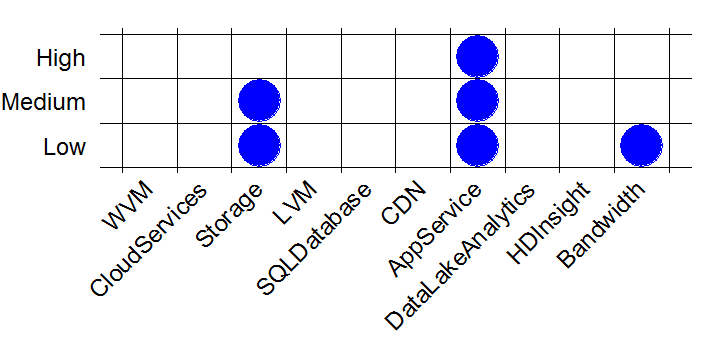 High
Medium
Low
WVM
CloudServices
Storage
LVM
SQLDatabase
CDN
AppService
DataLakeAnalytics
HDInsight
Bandwidth